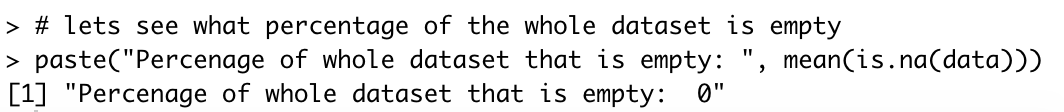 > # lets see what percentage of the whole dataset is empty
> paste("Percenage of whole dataset that is empty: ", mean(is.na(data)))
[1] "Percenage of whole dataset that is empty:  0"